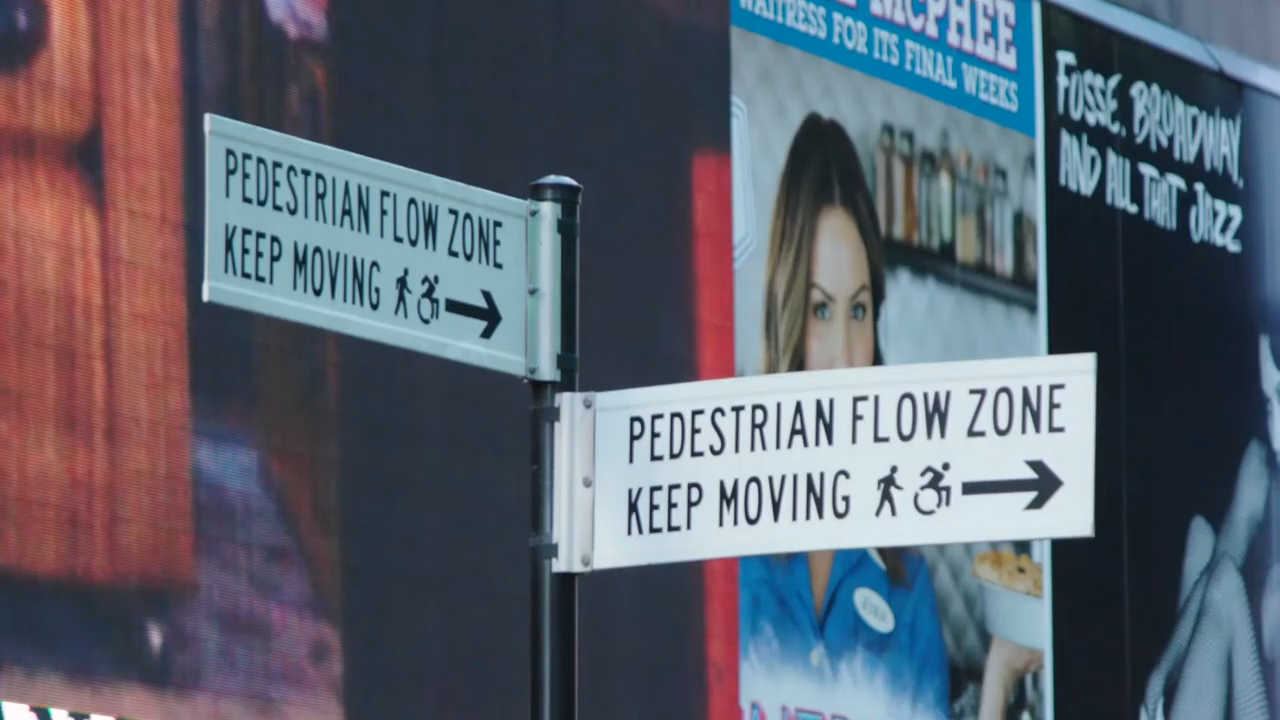 PEDESTRIAN FLOW ZONE
KEEP MOVING
PEDESTRIAN FLOW ZONE
KEEP MOVING
MCPHEE
WAITRESS FOR ITS FINAL WEEKS
FOSSE. BROADWAY.
AND ALL THAT JAZZ